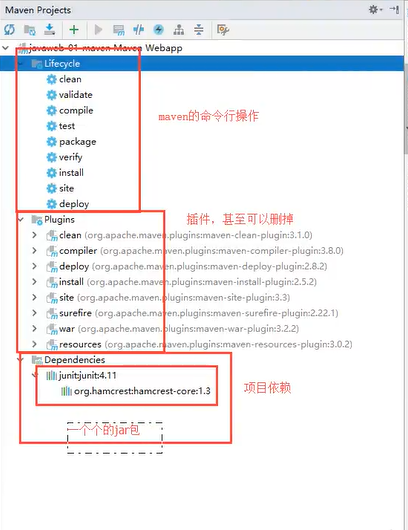 Maven Projects
javaweb-01-maven Maven Webapp
Lifecycle
clean
validate
compile
maven的命令行操作
test
package
verify
install
site
deploy
Plugins
插件，甚至可以删掉
clean (org.apache.maven.plugins:maven-clean-plugin:3.1.0)
compiler (org.apache.maven.plugins:maven-compiler-plugin:3.8.0)
deploy (org.apache.maven.plugins:maven-deploy-plugin:2.8.2)
install (org.apache.maven.plugins:maven-install-plugin:2.5.2)
site (org.apache.maven.plugins:maven-site-plugin:3.3)
surefire (org.apache.maven.plugins:maven-surefire-plugin:2.22.1)
war (org.apache.maven.plugins:maven-war-plugin:3.2.2)
resources (org.apache.maven.plugins:maven-resources-plugin:3.0.2)
Dependencies
junit:junit:4.11
org.hamcrest:hamcrest-core:1.3
项目依赖
一个个的jar包